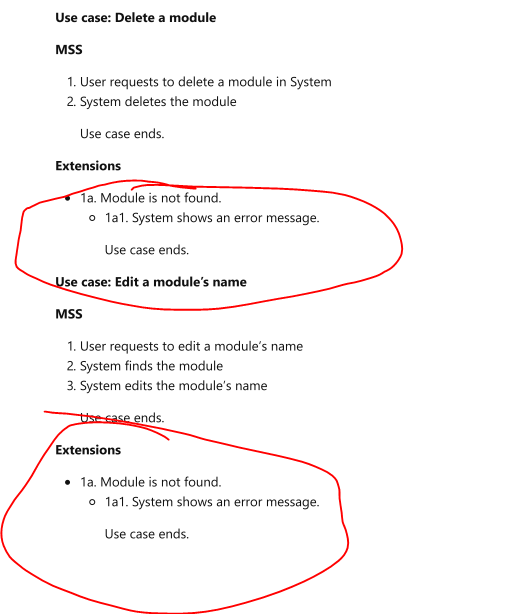 Use case: Delete a module
MSS
1. User requests to delete a module in System
2. System deletes the module
Use case ends.
Extensions
• 1a. Module is not found.
○ 1a1. System shows an error message.
Use case ends.
Use case: Edit a module’s name
MSS
1. User requests to edit a module’s name
2. System finds the module
3. System edits the module’s name
Use case ends.
Extensions
• 1a. Module is not found.
○ 1a1. System shows an error message.
Use case ends.